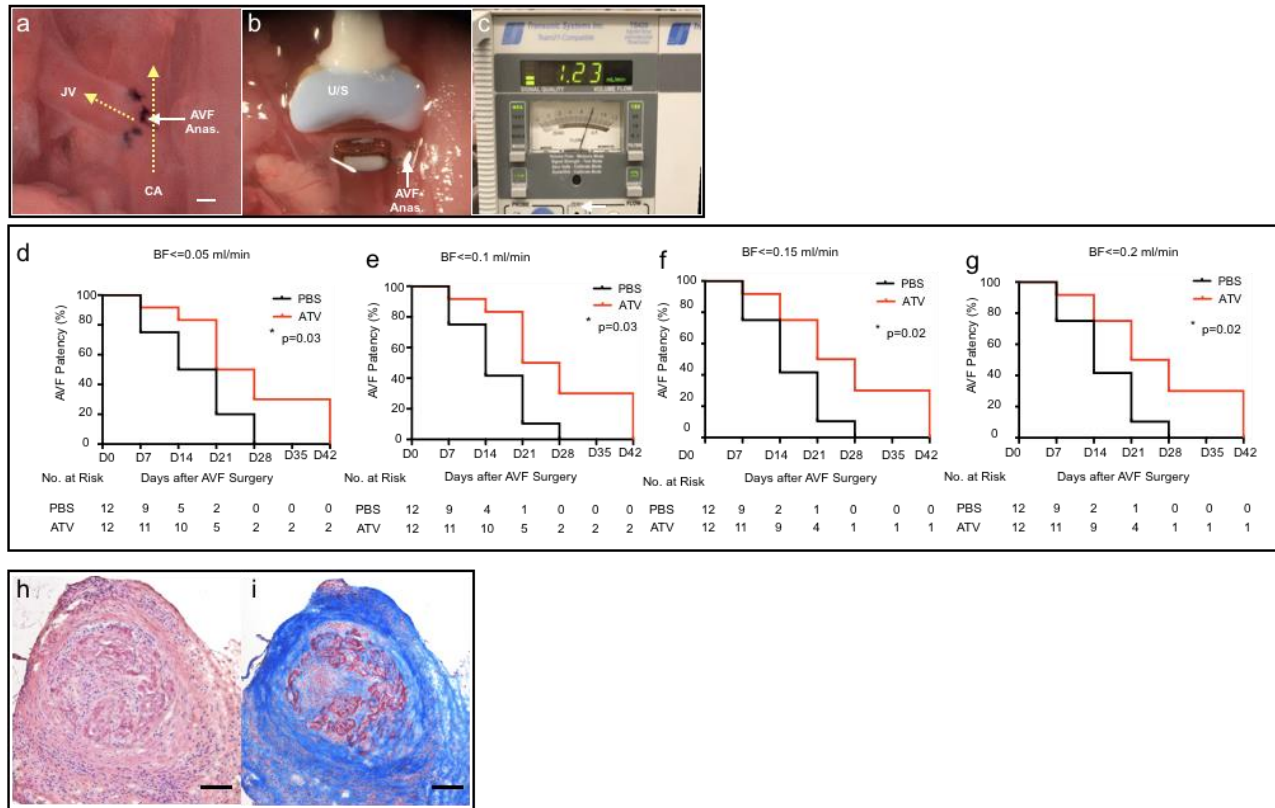 a
JV
AVF
Anas.
CA
b
U/S
AVF
Anas.
c
Transonic Systems Inc
1.23
SIGNAL QUALITY
VOLUME FLOW
d
BF<=0.05 ml/min
AVF Patency (%)
100
80
60
40
20
0
PBS
ATV
* p=0.03
D0 D7 D14 D21 D28 D35 D42
No. at Risk Days after AVF Surgery
PBS 12 9 5 2 0 0 0
ATV 12 11 10 5 2 2 2
e
BF<=0.1 ml/min
AVF Patency (%)
100
80
60
40
20
0
PBS
ATV
* p=0.03
D0 D7 D14 D21 D28 D35 D42
No. at Risk Days after AVF Surgery
PBS 12 9 4 1 0 0 0
ATV 12 11 10 5 2 2 2
f
BF<=0.15 ml/min
AVF Patency (%)
100
80
60
40
20
0
PBS
ATV
* p=0.02
D0 D7 D14 D21 D28 D35 D42
No. at Risk Days after AVF Surgery
PBS 12 9 2 1 0 0 0
ATV 12 11 9 4 1 1 1
g
BF<=0.2 ml/min
AVF Patency (%)
100
80
60
40
20
0
PBS
ATV
* p=0.02
D0 D7 D14 D21 D28 D35 D42
No. at Risk Days after AVF Surgery
PBS 12 9 2 1 0 0 0
ATV 12 11 9 4 1 1 1
h
i